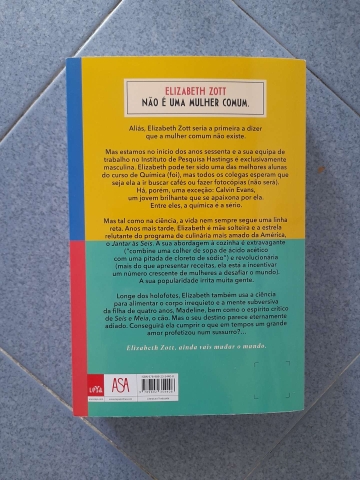 ELIZABETH ZOTT
NÃO É UMA MULHER COMUM.
Aliás, Elizabeth Zott seria a primeira a dizer
que a mulher comum não existe.
Mas estamos no início dos anos sessenta e a sua equipa de
trabalho no Instituto de Pesquisa Hastings é exclusivamente
masculina. Elizabeth pode ter sido uma das melhores alunas
do curso de Química (foi), mas todos os colegas esperam que
seja ela a ir buscar cafés ou fazer fotocópias (não será).
Há, porém, uma exceção: Calvin Evans,
um jovem brilhante que se apaixona por ela.
Entre eles, a química é a sério.
Mas tal como na ciência, a vida nem sempre segue uma linha
reta. Anos mais tarde, Elizabeth é mãe solteira e a estrela
relutante do programa de culinária mais amado da América,
o Jantar às Seis. A sua abordagem à cozinha é extravagante
("combine uma colher de sopa de ácido acético
com uma pitada de cloreto de sódio") e revolucionária
(mais do que apresentar receitas, ela está a incentivar
um número crescente de mulheres a desafiar o mundo).
A sua popularidade irrita muita gente.
Longe dos holofotes, Elizabeth também usa a ciência
para alimentar o corpo irrequieto e a mente subversiva
da filha de quatro anos, Madeline, bem como o espírito crítico
de Seis e Meia, o cão. Mas o seu destino parece eternamente
adiado. Conseguirá ela cumprir o que em tempos um grande
amor profetizou num sussurro?...
Elizabeth Zott, ainda vais mudar o mundo.
LEYA
ASA